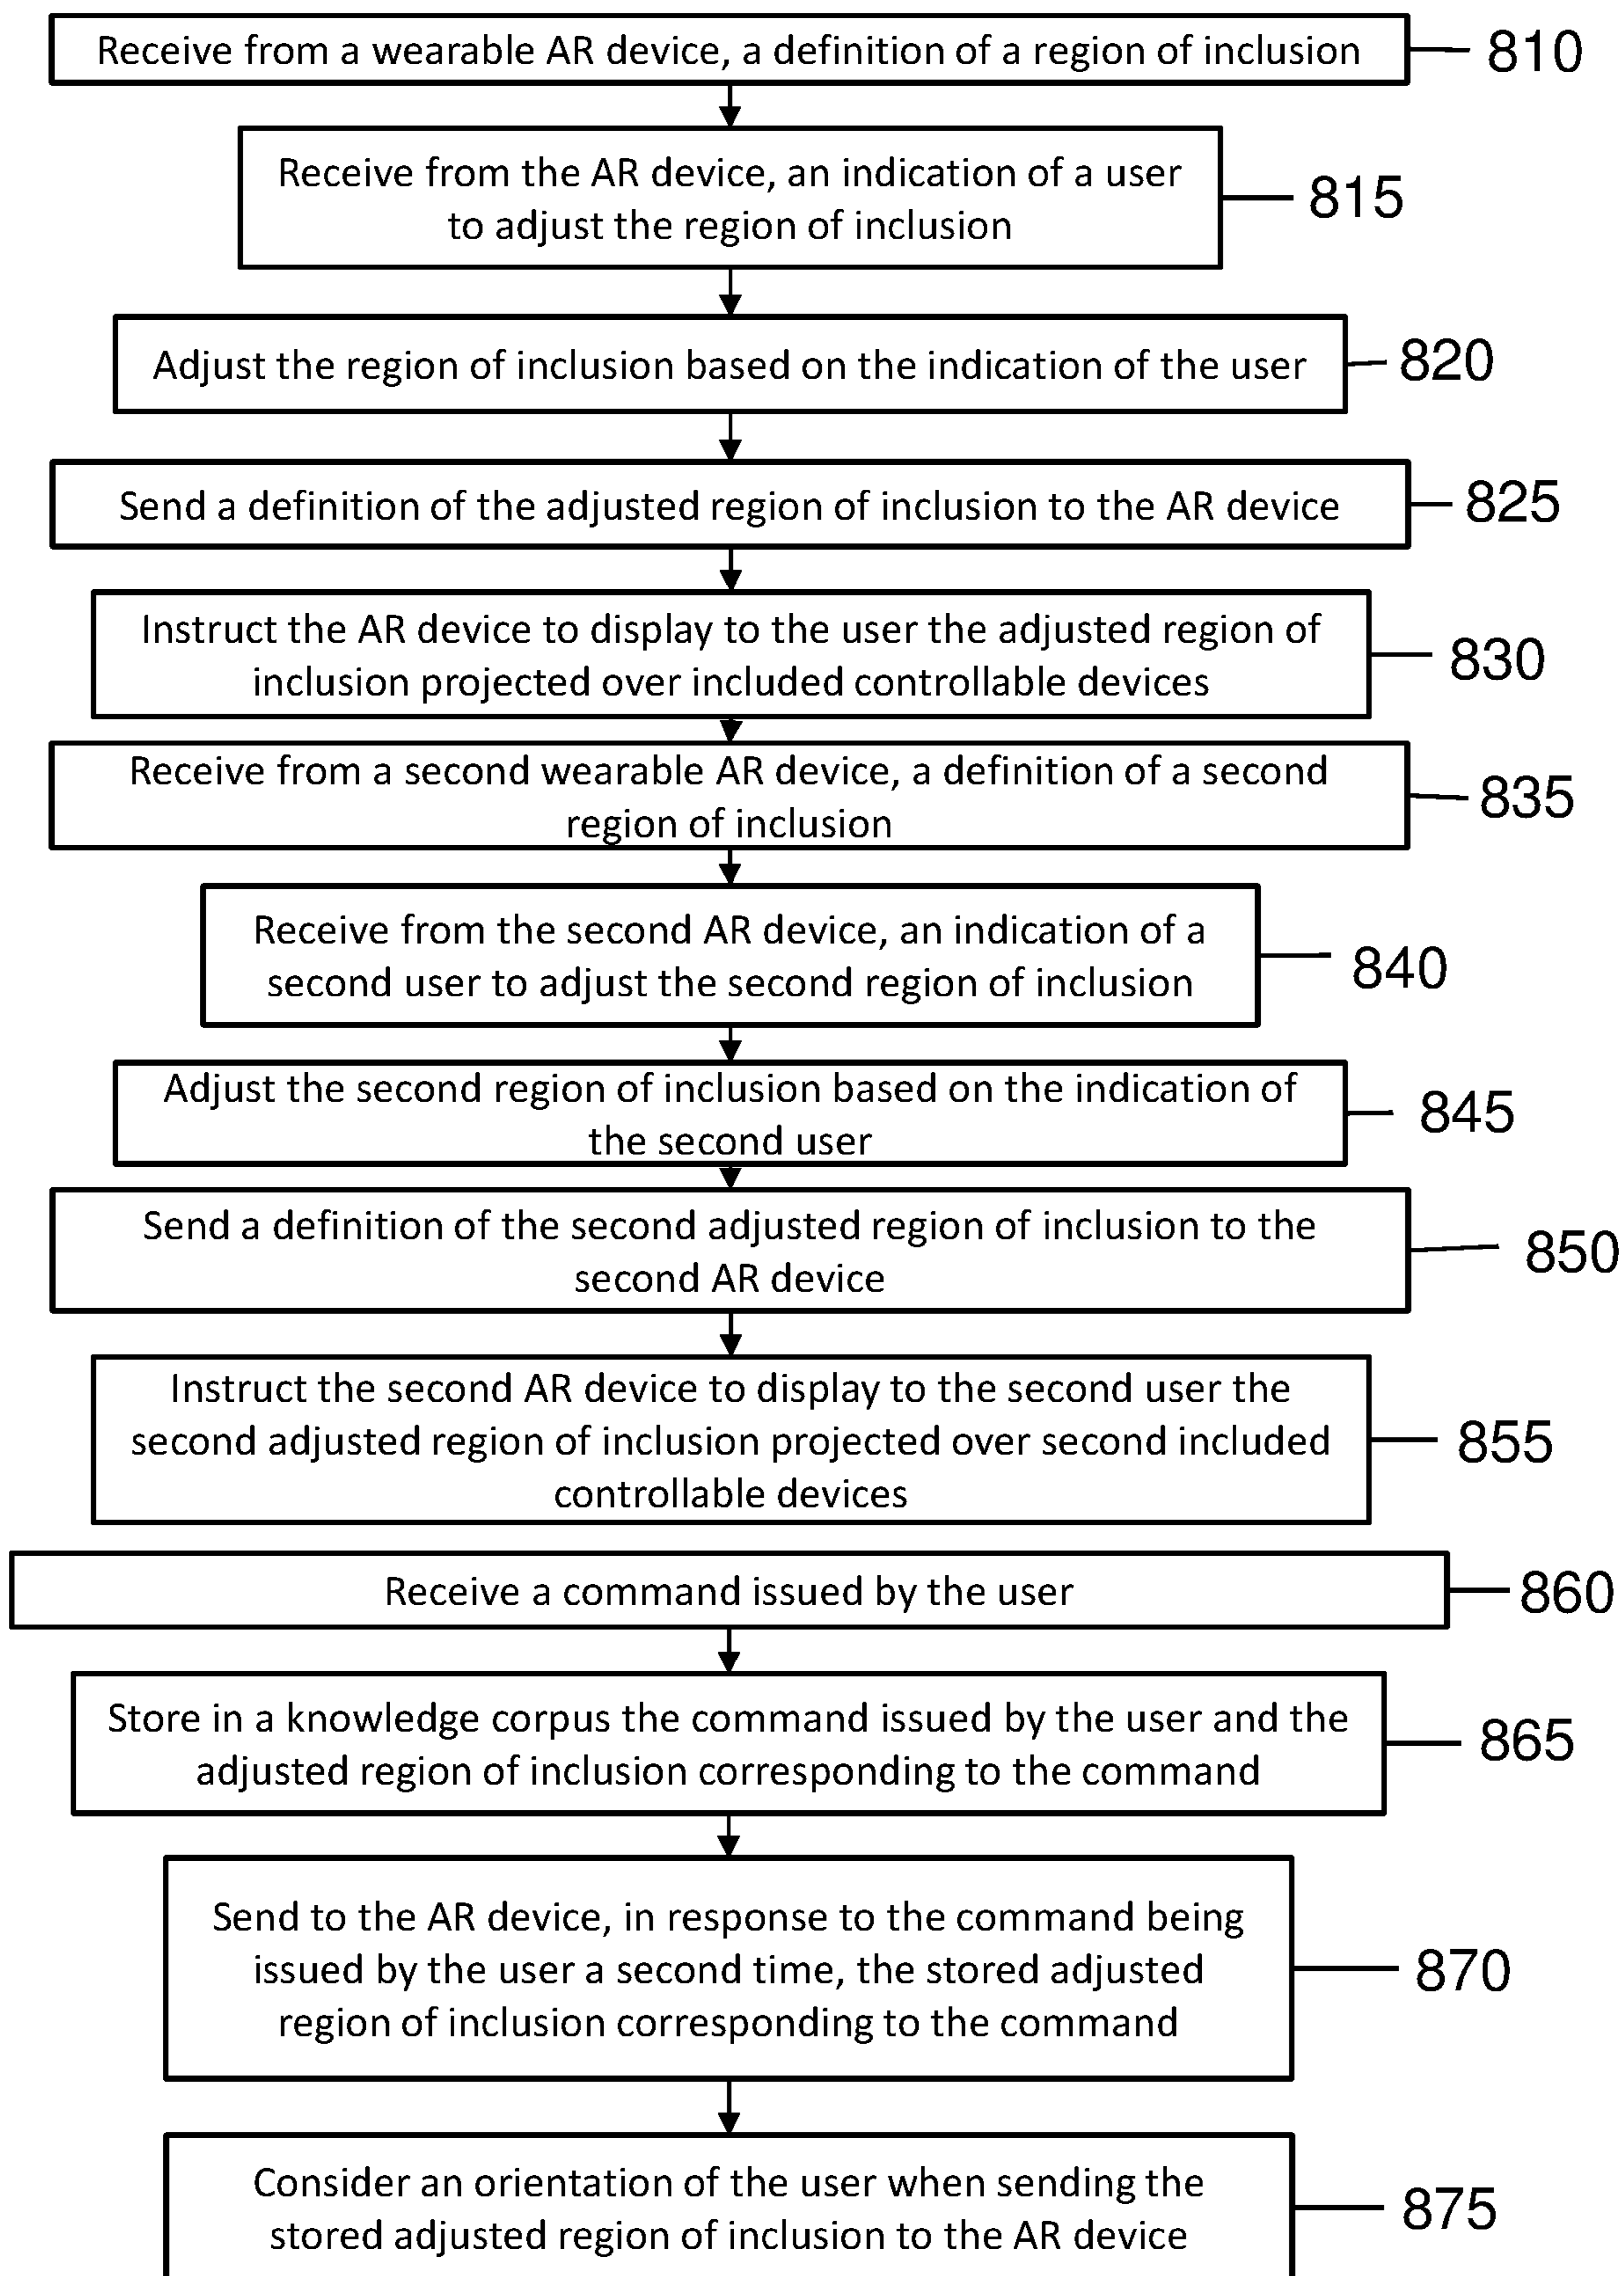 Receive from a wearable AR device, a definition of a region of inclusion
810
Receive from the AR device, an indication of a user
to adjust the region of inclusion
815
Adjust the region of inclusion based on the indication of the user
820
Send a definition of the adjusted region of inclusion to the AR device
825
Instruct the AR device to display to the user the adjusted region of
inclusion projected over included controllable devices
830
Receive from a second wearable AR device, a definition of a second
region of inclusion
835
Receive from the second AR device, an indication of a
second user to adjust the second region of inclusion
840
Adjust the second region of inclusion based on the indication of
the second user
845
Send a definition of the second adjusted region of inclusion to the
second AR device
850
Instruct the second AR device to display to the second user the
second adjusted region of inclusion projected over second included
controllable devices
855
Receive a command issued by the user
860
Store in a knowledge corpus the command issued by the user and the
adjusted region of inclusion corresponding to the command
865
Send to the AR device, in response to the command being
issued by the user a second time, the stored adjusted
region of inclusion corresponding to the command
870
Consider an orientation of the user when sending the
stored adjusted region of inclusion to the AR device
875